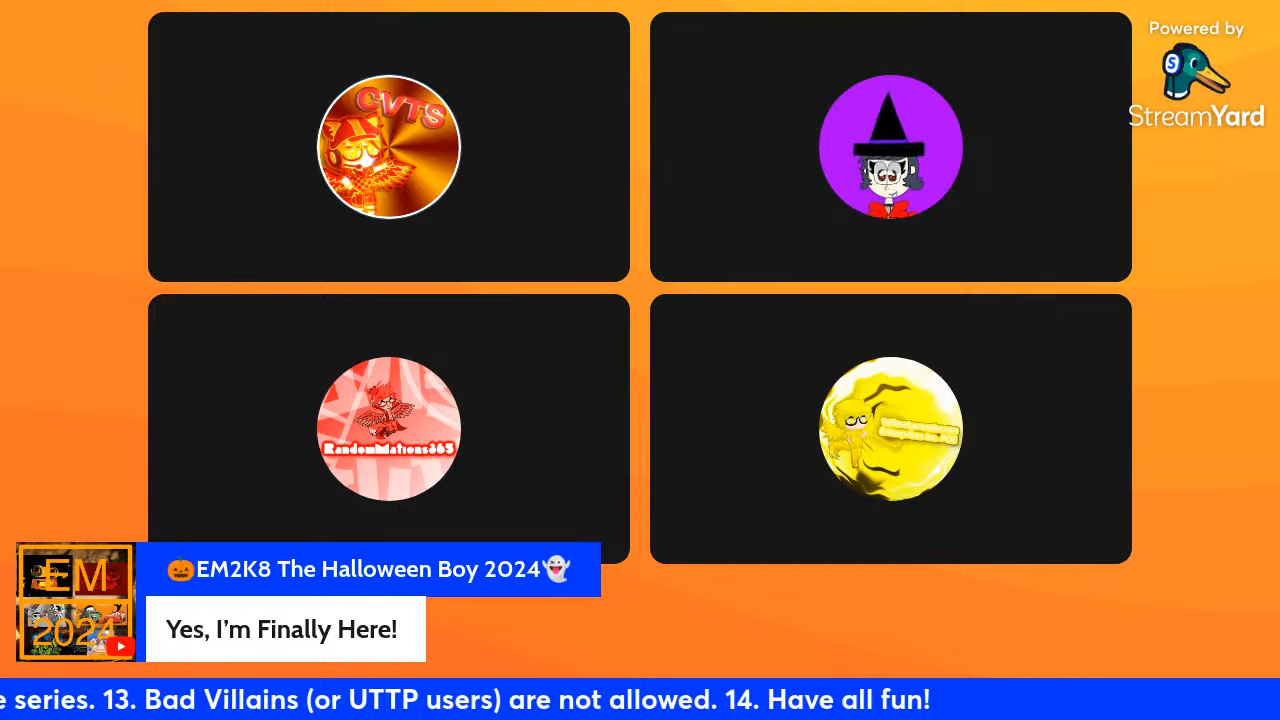 Powered by
StreamYard
CVTS
RandomMations365
EM
2024
🎃EM2K8 The Halloween Boy 2024👻
Yes, I’m Finally Here!
e series. 13. Bad Villains (or UTTP users) are not allowed. 14. Have all fun!